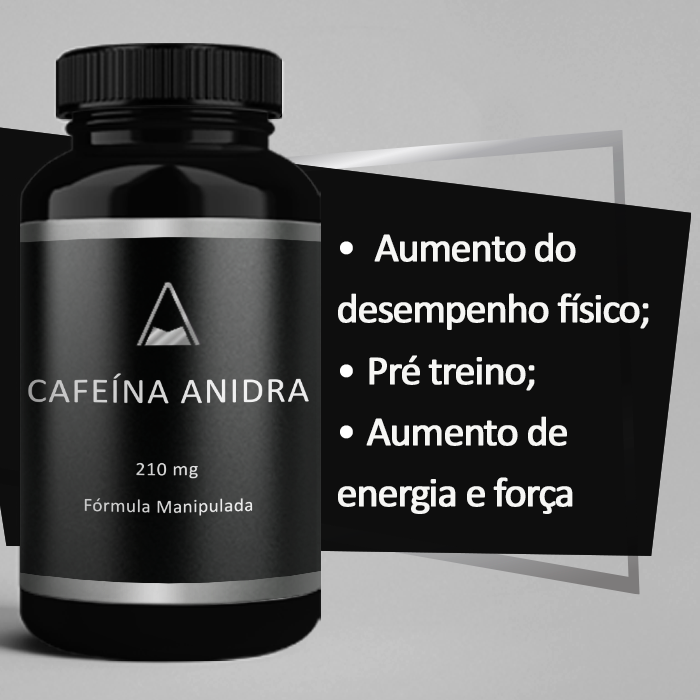 CAFEÍNA ANIDRA
210 mg
Fórmula Manipulada
• Aumento do
desempenho físico;
• Pré treino;
• Aumento de
energia e força